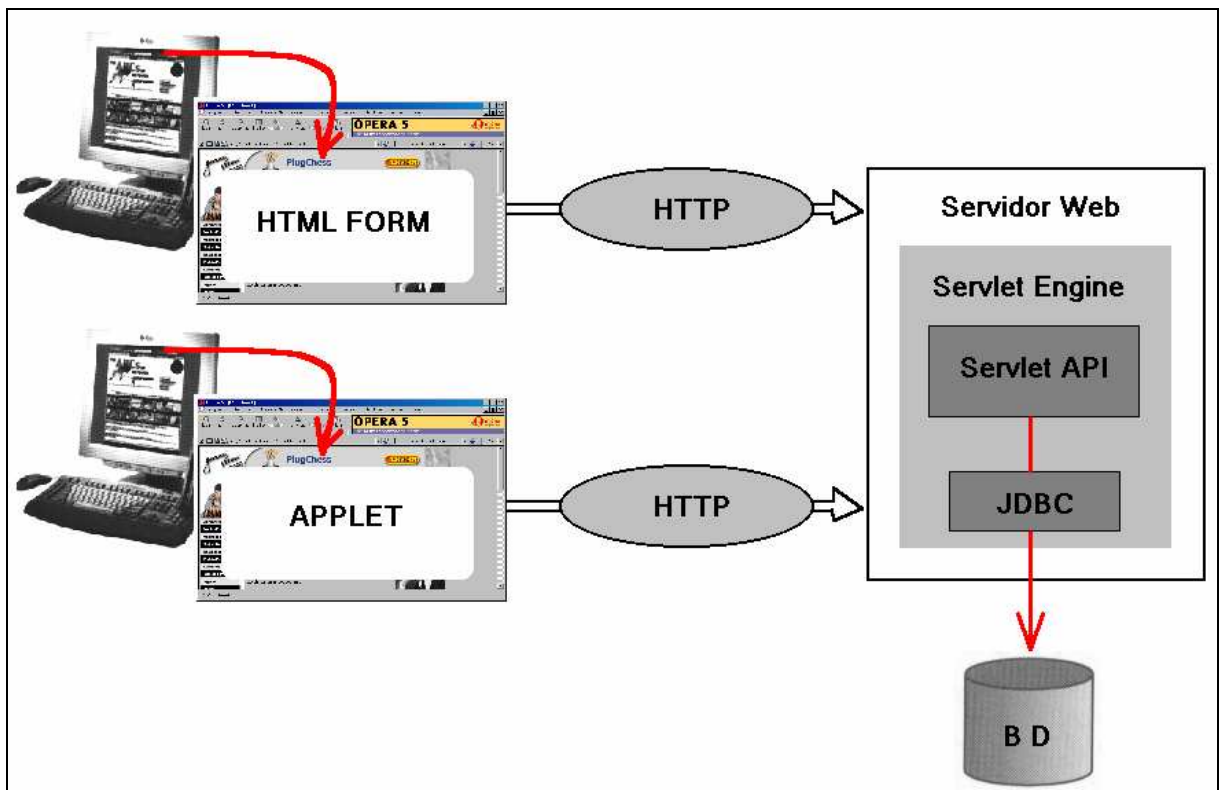 OPERA 5
PlugChess
HTML FORM
HTTP
Servidor Web
Servlet Engine
Servlet API
JDBC
B D
OPERA 5
PlugChess
APPLET
HTTP